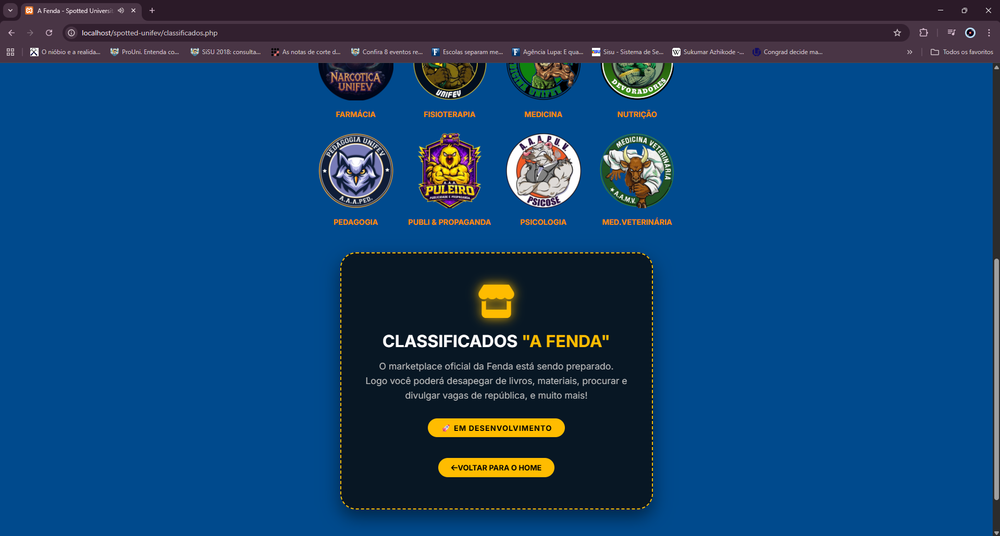 A Fenda - Spotted Universit
localhost/spotted-unifev/classificados.php
O nióbio e a realida...
ProUni. Entenda co...
SiSU 2018: consulta...
As notas de corte d...
Confira 8 eventos re...
Escolas separam me...
Agência Lupa: E qua...
Sisu - Sistema de Se...
Sukumar Azhikode -...
Congrad decide ma...
Todos os favoritos
NARCOTICA
UNIFEV
UNIFEV
DICINA UNIFEV
DEVORADORES
FARMÁCIA
FISIOTERAPIA
MEDICINA
NUTRIÇÃO
PEDAGOGIA UNIFEV
A.A.A.PED.
A.A.A.
PULEIRO
PUBLICIDADE E PROPAGANDA
A.A.A.P.U.V.
PSICOSE
MEDICINA VETERINÁRIA
A.A.M.V.
PEDAGOGIA
PUBLI & PROPAGANDA
PSICOLOGIA
MED.VETERINÁRIA
CLASSIFICADOS "A FENDA"
O marketplace oficial da Fenda está sendo preparado.
Logo você poderá desapegar de livros, materiais, procurar e
divulgar vagas de república, e muito mais!
🚀 EM DESENVOLVIMENTO
←VOLTAR PARA O HOME